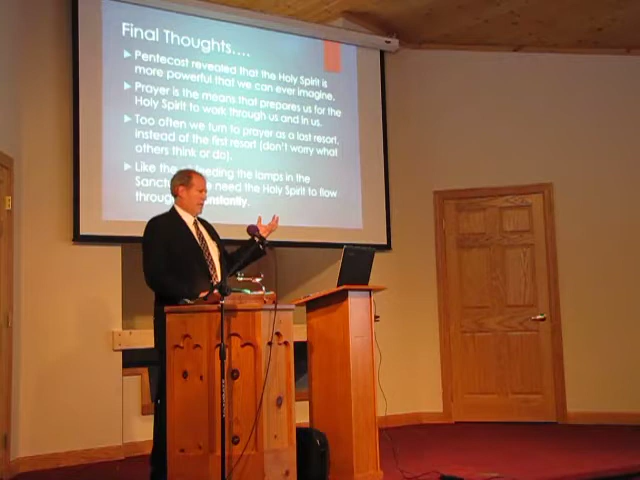 Final Thoughts....
Pentecost revealed that the Holy Spirit is
more powerful that we can ever imagine.
Prayer is the means that prepares us for the
Holy Spirit to work through us and in us.
Too often we turn to prayer as a last resort,
instead of the first resort (don't worry what
others think or do).
Like the oil feeding the lamps in the
need the Holy Spirit to flow